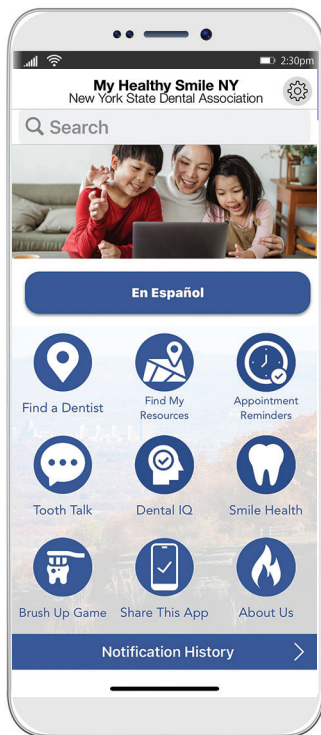 2:30pm
My Healthy Smile NY
New York State Dental Association
Search
En Español
Find a Dentist
Find My
Resources
Appointment
Reminders
Tooth Talk
Dental IQ
Smile Health
Brush Up Game
Share This App
About Us
Notification History